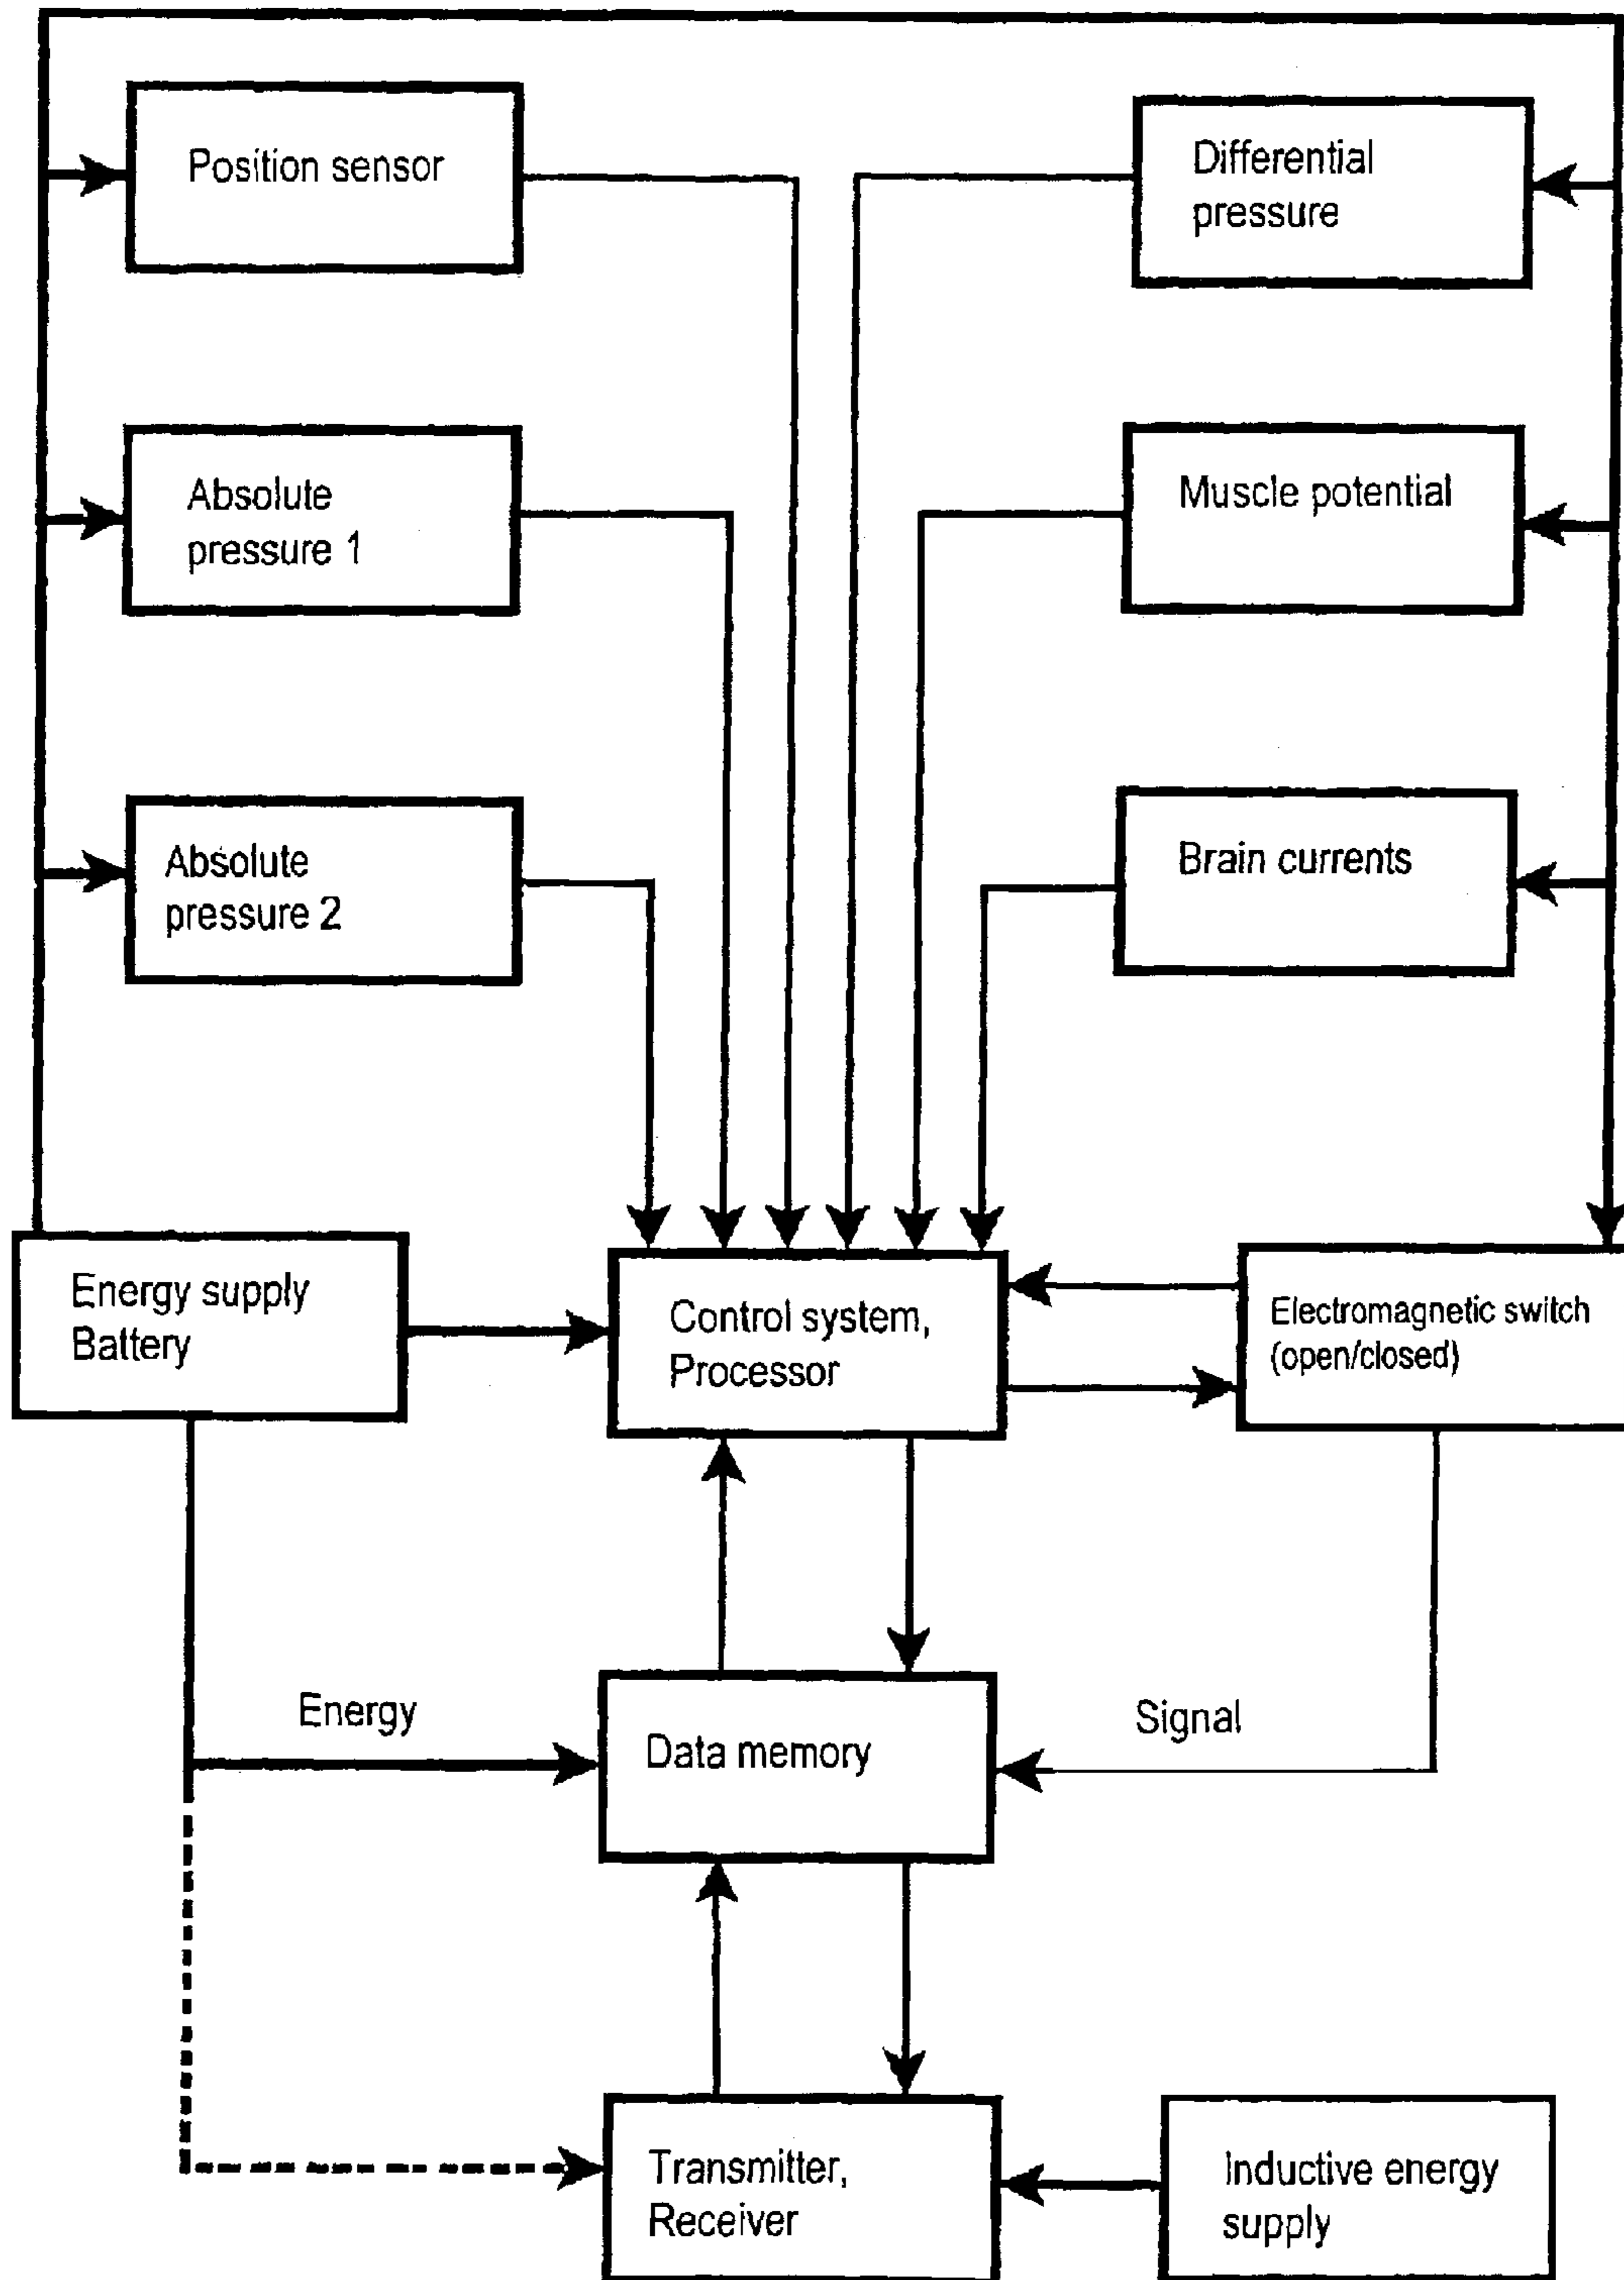 Position sensor
Differential
pressure
Absolute
pressure 1
Muscle potential
Absolute
pressure 2
Brain currents
Energy supply
Battery
Control system,
Processor
Electromagnetic switch
(open/closed)
Energy
Data memory
Signal
Transmitter,
Receiver
Inductive energy
supply